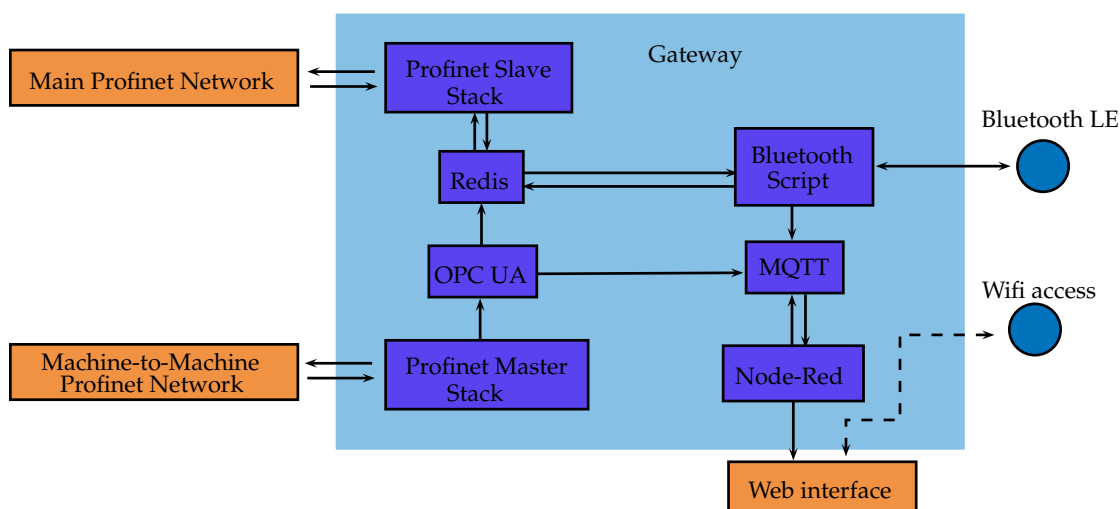 Gateway
Main Profinet Network
Profinet Slave
Stack
Bluetooth LE
Redis
Bluetooth
Script
OPC UA
MQTT
Wifi access
Machine-to-Machine
Profinet Network
Profinet Master
Stack
Node-Red
Web interface